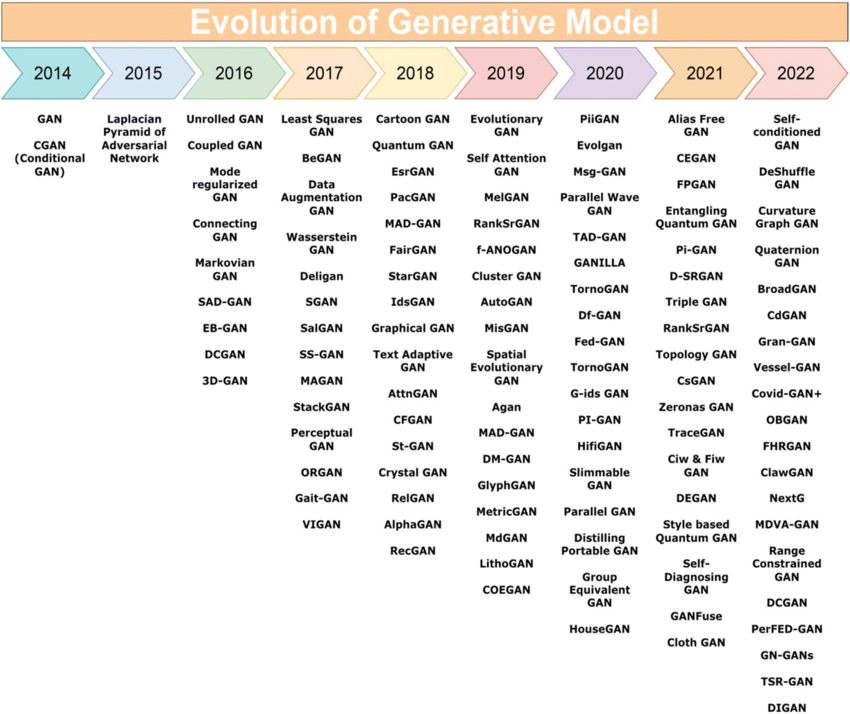 Evolution of Generative Model
2014
2015
2016
2017
2018
2019
2020
2021
2022
GAN
CGAN
(Conditional
GAN)
Laplacian
Pyramid of
Adversarial
Network
Unrolled GAN
Coupled GAN
Mode
regularized
GAN
Connecting
GAN
Markovian
GAN
SAD-GAN
EB-GAN
DCGAN
3D-GAN
Least Squares
GAN
BeGAN
Data
Augmentation
GAN
Wasserstein
GAN
Deligan
SGAN
SalGAN
SS-GAN
MAGAN
StackGAN
Perceptual
GAN
ORGAN
Gait-GAN
VIGAN
Cartoon GAN
Quantum GAN
EsrGAN
PacGAN
MAD-GAN
FairGAN
StarGAN
IdsGAN
Graphical GAN
Text Adaptive
GAN
AttnGAN
CFGAN
St-GAN
Crystal GAN
RelGAN
AlphaGAN
RecGAN
Evolutionary
GAN
Self Attention
GAN
MelGAN
RankSrGAN
f-ANOGAN
Cluster GAN
AutoGAN
MisGAN
Spatial
Evolutionary
GAN
Agan
MAD-GAN
DM-GAN
GlyphGAN
MetricGAN
MdGAN
LithoGAN
COEGAN
PiiGAN
Evolgan
Msg-GAN
Parallel Wave
GAN
TAD-GAN
GANILLA
TornoGAN
Df-GAN
Fed-GAN
TornoGAN
G-ids GAN
PI-GAN
HifiGAN
Slimmable
GAN
Parallel GAN
Distilling
Portable GAN
Group
Equivalent
GAN
HouseGAN
Alias Free
GAN
CEGAN
FPGAN
Entangling
Quantum GAN
Pi-GAN
D-SRGAN
Triple GAN
RankSrGAN
Topology GAN
CsGAN
Zeronas GAN
TraceGAN
Ciw & Fiw
GAN
DEGAN
Style based
Quantum GAN
Self-
Diagnosing
GAN
GANFuse
Cloth GAN
Self-
conditioned
GAN
DeShuffle
GAN
Curvature
Graph GAN
Quaternion
GAN
BroadGAN
CdGAN
Gran-GAN
Vessel-GAN
Covid-GAN+
OBGAN
FHRGAN
ClawGAN
NextG
MDVA-GAN
Range
Constrained
GAN
DCGAN
PerFED-GAN
GN-GANs
TSR-GAN
DIGAN